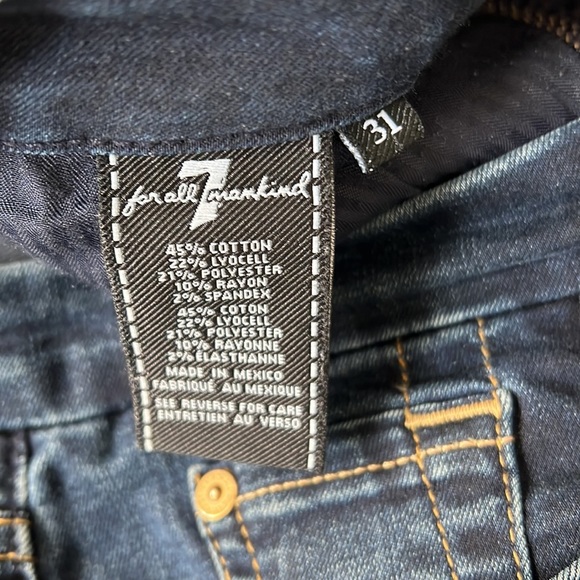 31
7
for all mankind
45% COTTON
22% LYOCELL
21% POLYESTER
10% RAYON
2% SPANDEX
45% COTON
22% LYOCELL
21% POLYESTER
10% RAYONNE
2% ÉLASTHANNE
MADE IN MEXICO
FABRIQUÉ AU MEXIQUE
SEE REVERSE FOR CARE
ENTRETIEN AU VERSO